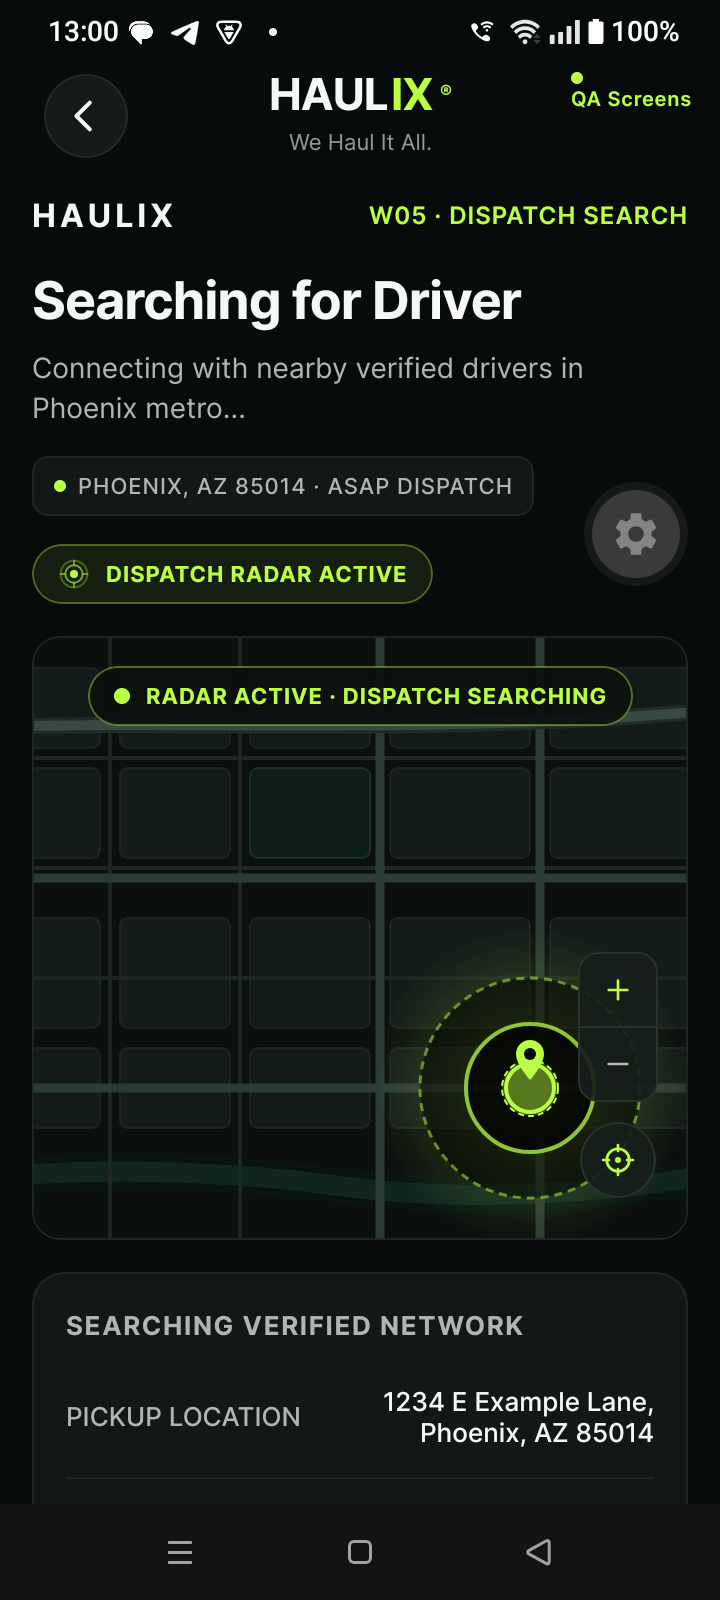 13:00
100%
HAULIX ®
QA Screens
We Haul It All.
HAULIX
W05 · DISPATCH SEARCH
Searching for Driver
Connecting with nearby verified drivers in
Phoenix metro...
PHOENIX, AZ 85014 · ASAP DISPATCH
DISPATCH RADAR ACTIVE
RADAR ACTIVE · DISPATCH SEARCHING
+
−
SEARCHING VERIFIED NETWORK
PICKUP LOCATION
1234 E Example Lane,
Phoenix, AZ 85014